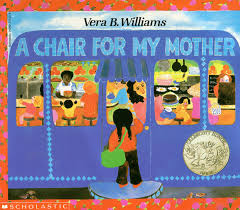 Vera B. Williams
A CHAIR FOR MY MOTHER
SCHOLASTIC